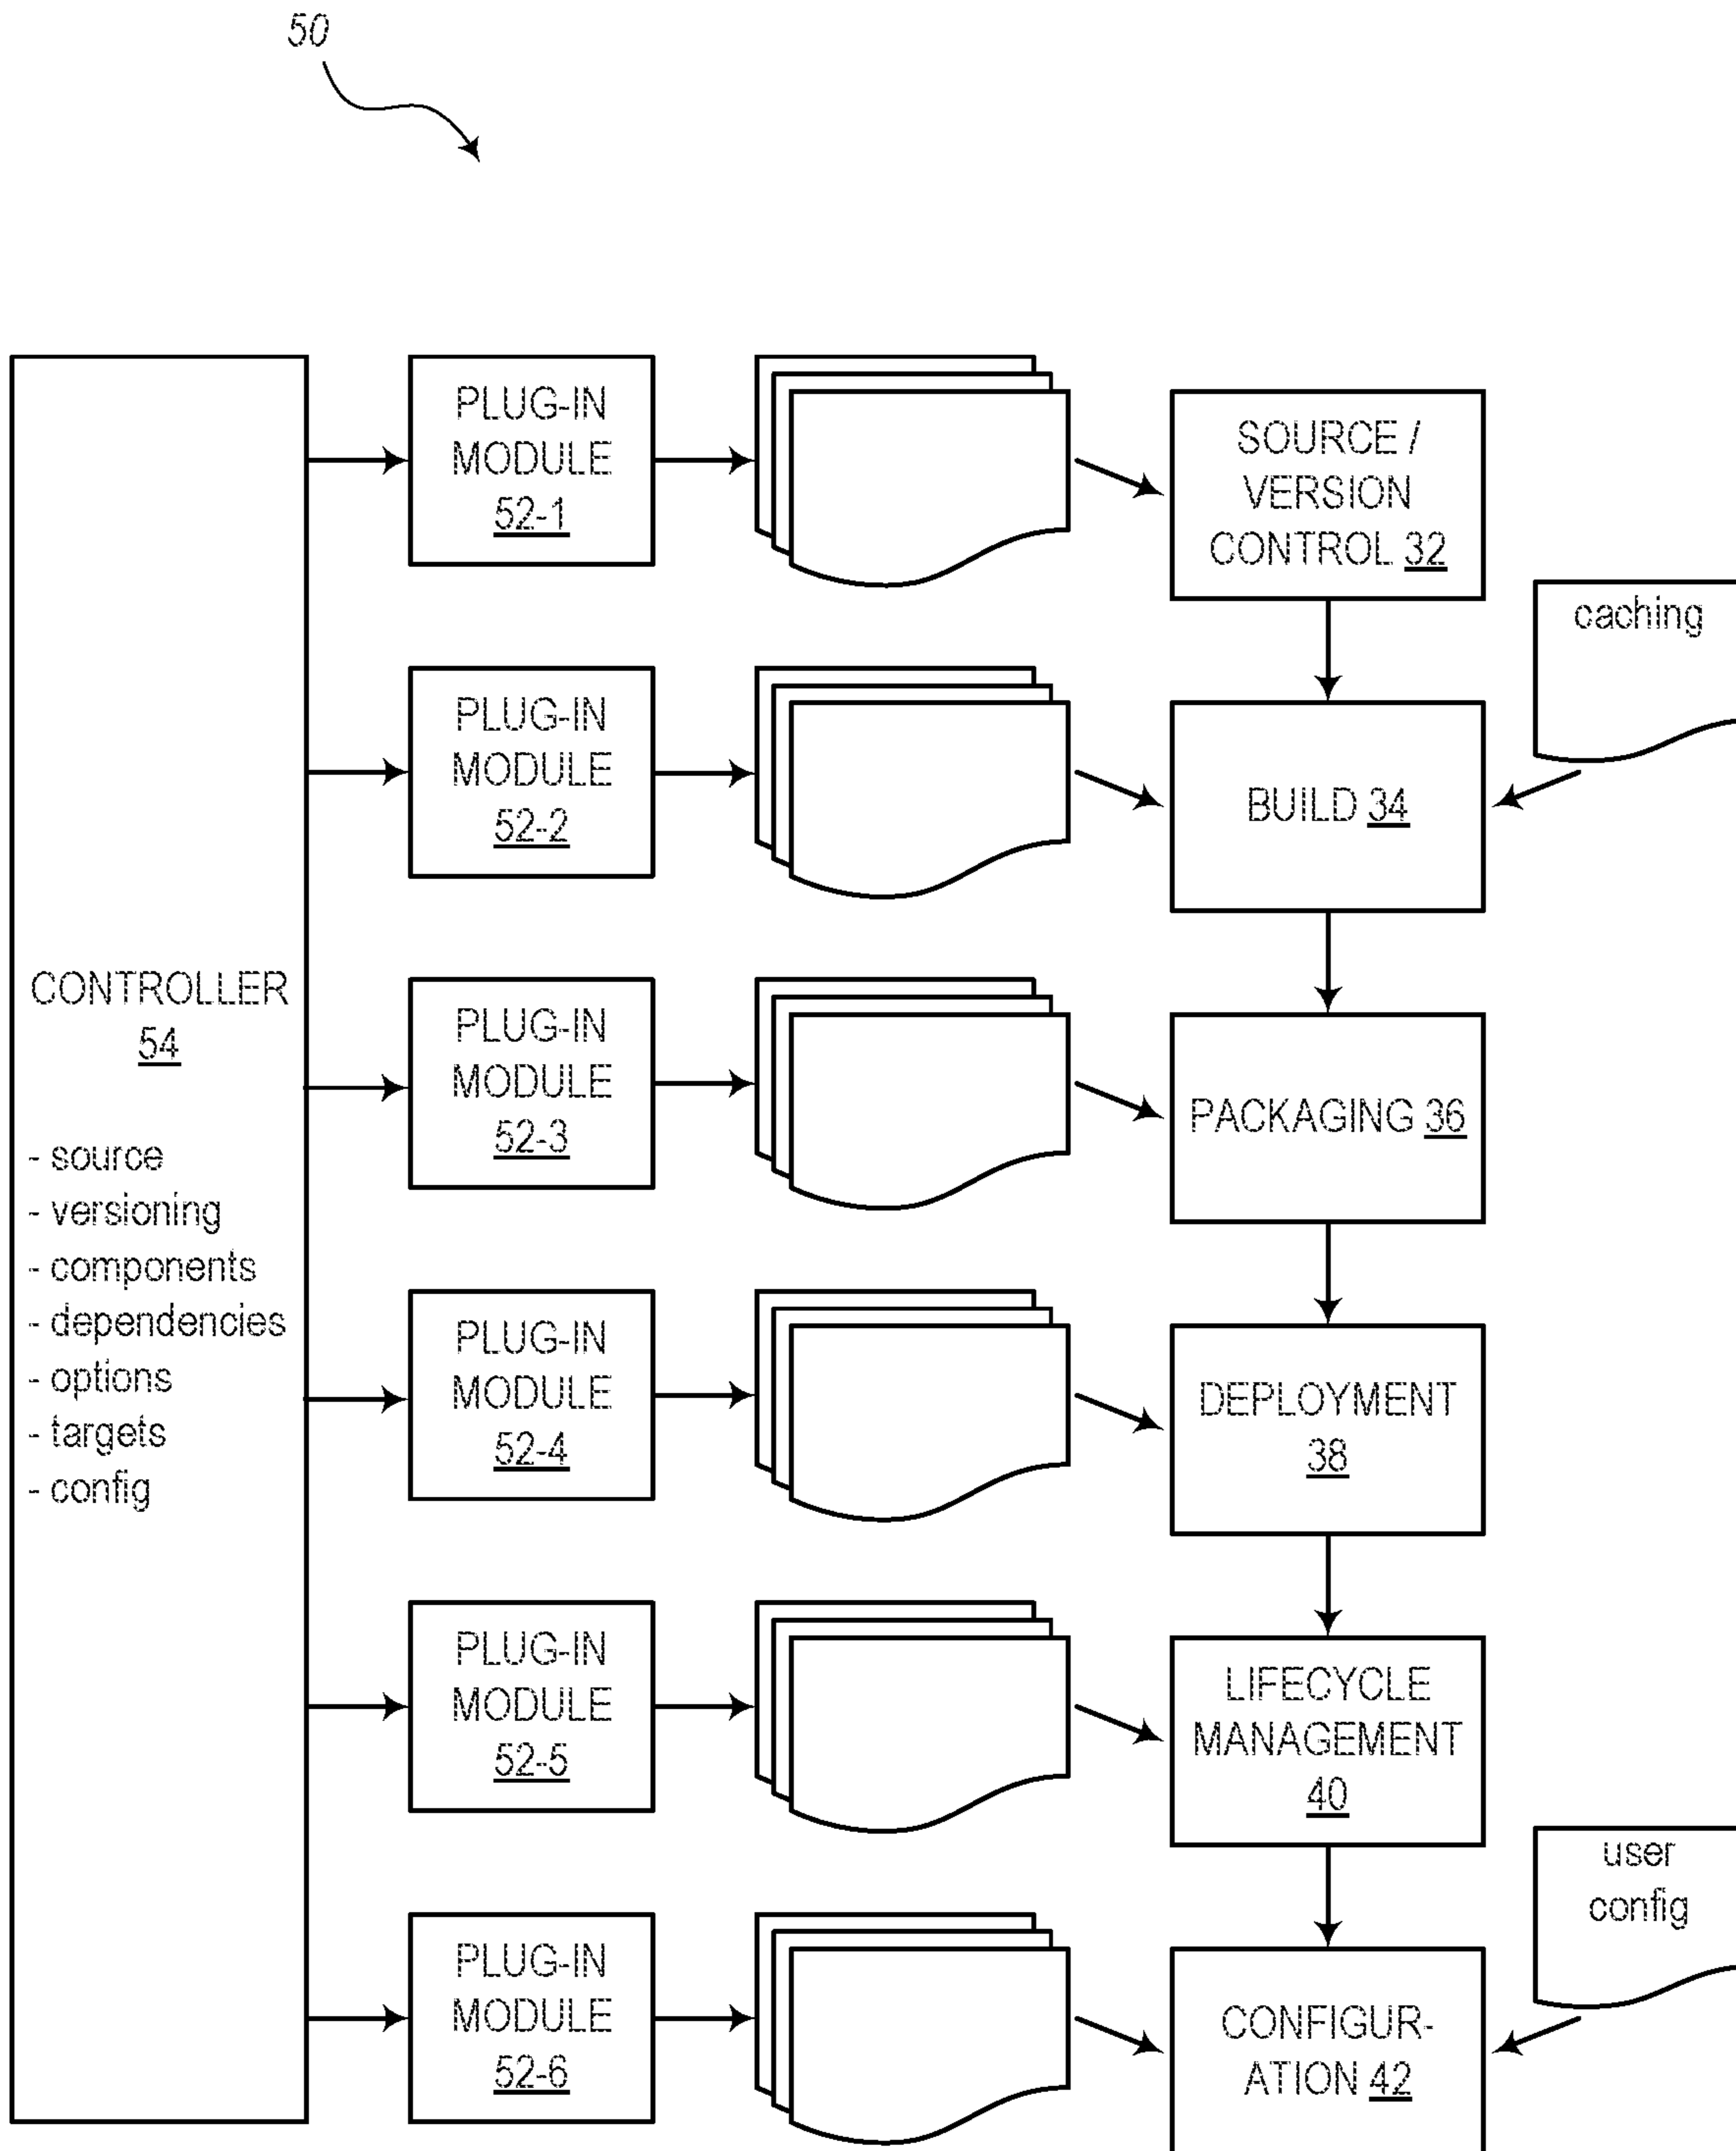 50
CONTROLLER
54
- source
- versioning
- components
- dependencies
- options
- targets
- config
PLUG-IN
MODULE
52-1
SOURCE /
VERSION
CONTROL 32
caching
PLUG-IN
MODULE
52-2
BUILD 34
PLUG-IN
MODULE
52-3
PACKAGING 36
PLUG-IN
MODULE
52-4
DEPLOYMENT
38
PLUG-IN
MODULE
52-5
LIFECYCLE
MANAGEMENT
40
user
config
PLUG-IN
MODULE
52-6
CONFIGUR-
ATION 42